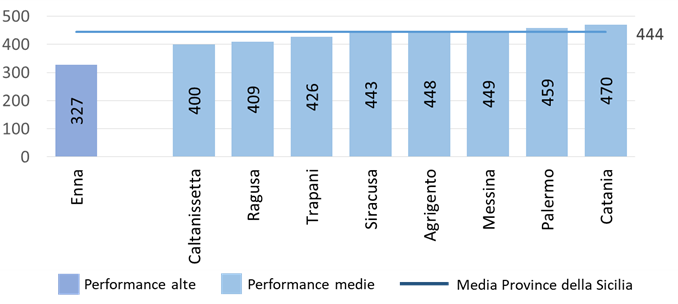 500
400
300
200
100
0
444
327
400
409
426
443
448
449
459
470
Enna
Caltanissetta
Ragusa
Trapani
Siracusa
Agrigento
Messina
Palermo
Catania
Performance alte
Performance medie
Media Province della Sicilia